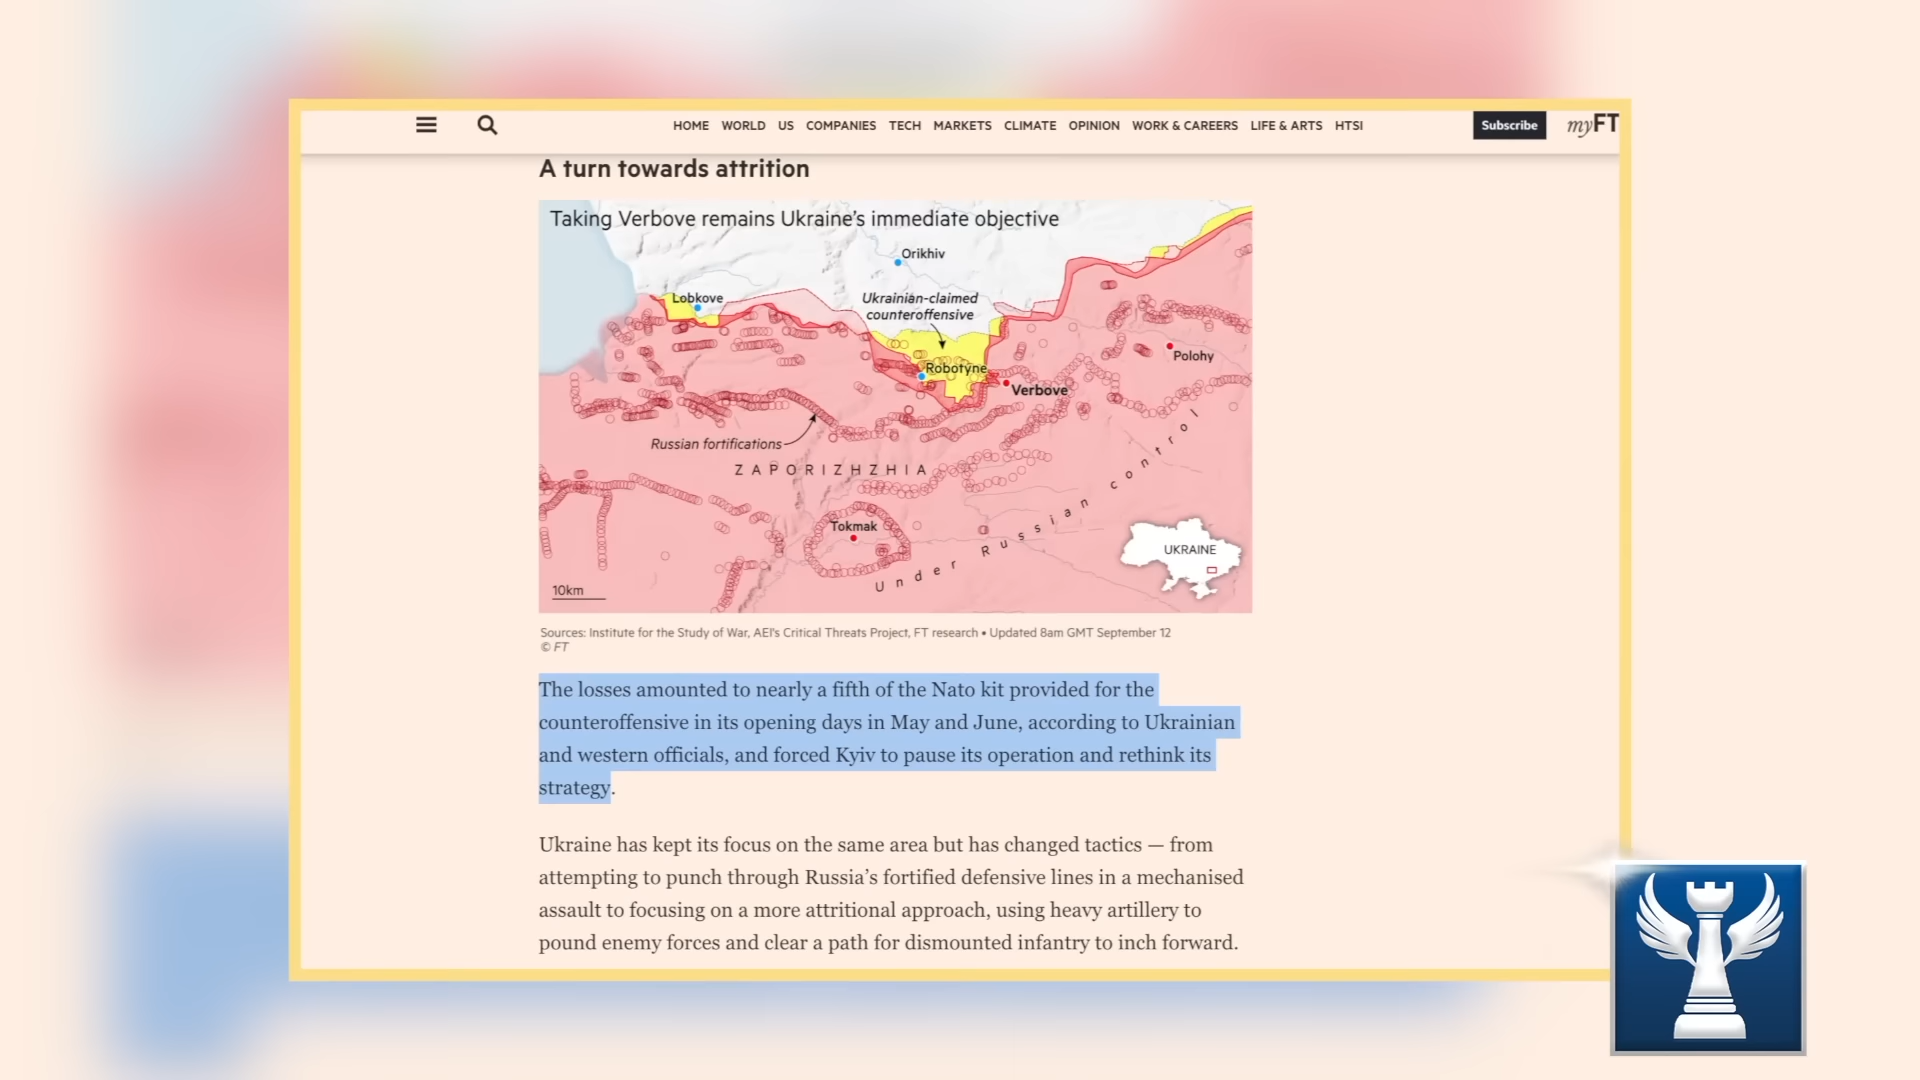 HOME WORLD US COMPANIES TECH MARKETS CLIMATE OPINION WORK & CAREERS LIFE & ARTS HTSI Subscribe myFT
A turn towards attrition
Taking Verbove remains Ukraine’s immediate objective
Orikhiv
Lobkove
Ukrainian-claimed
counteroffensive
Polohy
Robotyne
Verbove
Russian fortifications
ZAPORIZHZHIA
Under Russian control
Tokmak
UKRAINE
10km
Sources: Institute for the Study of War, AEI's Critical Threats Project, FT research • Updated 8am GMT September 12
© FT
The losses amounted to nearly a fifth of the Nato kit provided for the
counteroffensive in its opening days in May and June, according to Ukrainian
and western officials, and forced Kyiv to pause its operation and rethink its
strategy.
Ukraine has kept its focus on the same area but has changed tactics — from
attempting to punch through Russia’s fortified defensive lines in a mechanised
assault to focusing on a more attritional approach, using heavy artillery to
pound enemy forces and clear a path for dismounted infantry to inch forward.